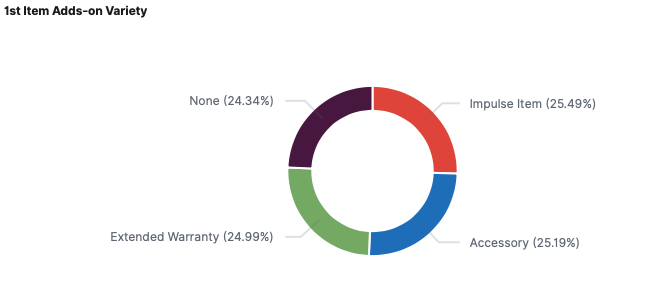 1st Item Adds-on Variety
None (24.34%)
Impulse Item (25.49%)
Extended Warranty (24.99%)
Accessory (25.19%)